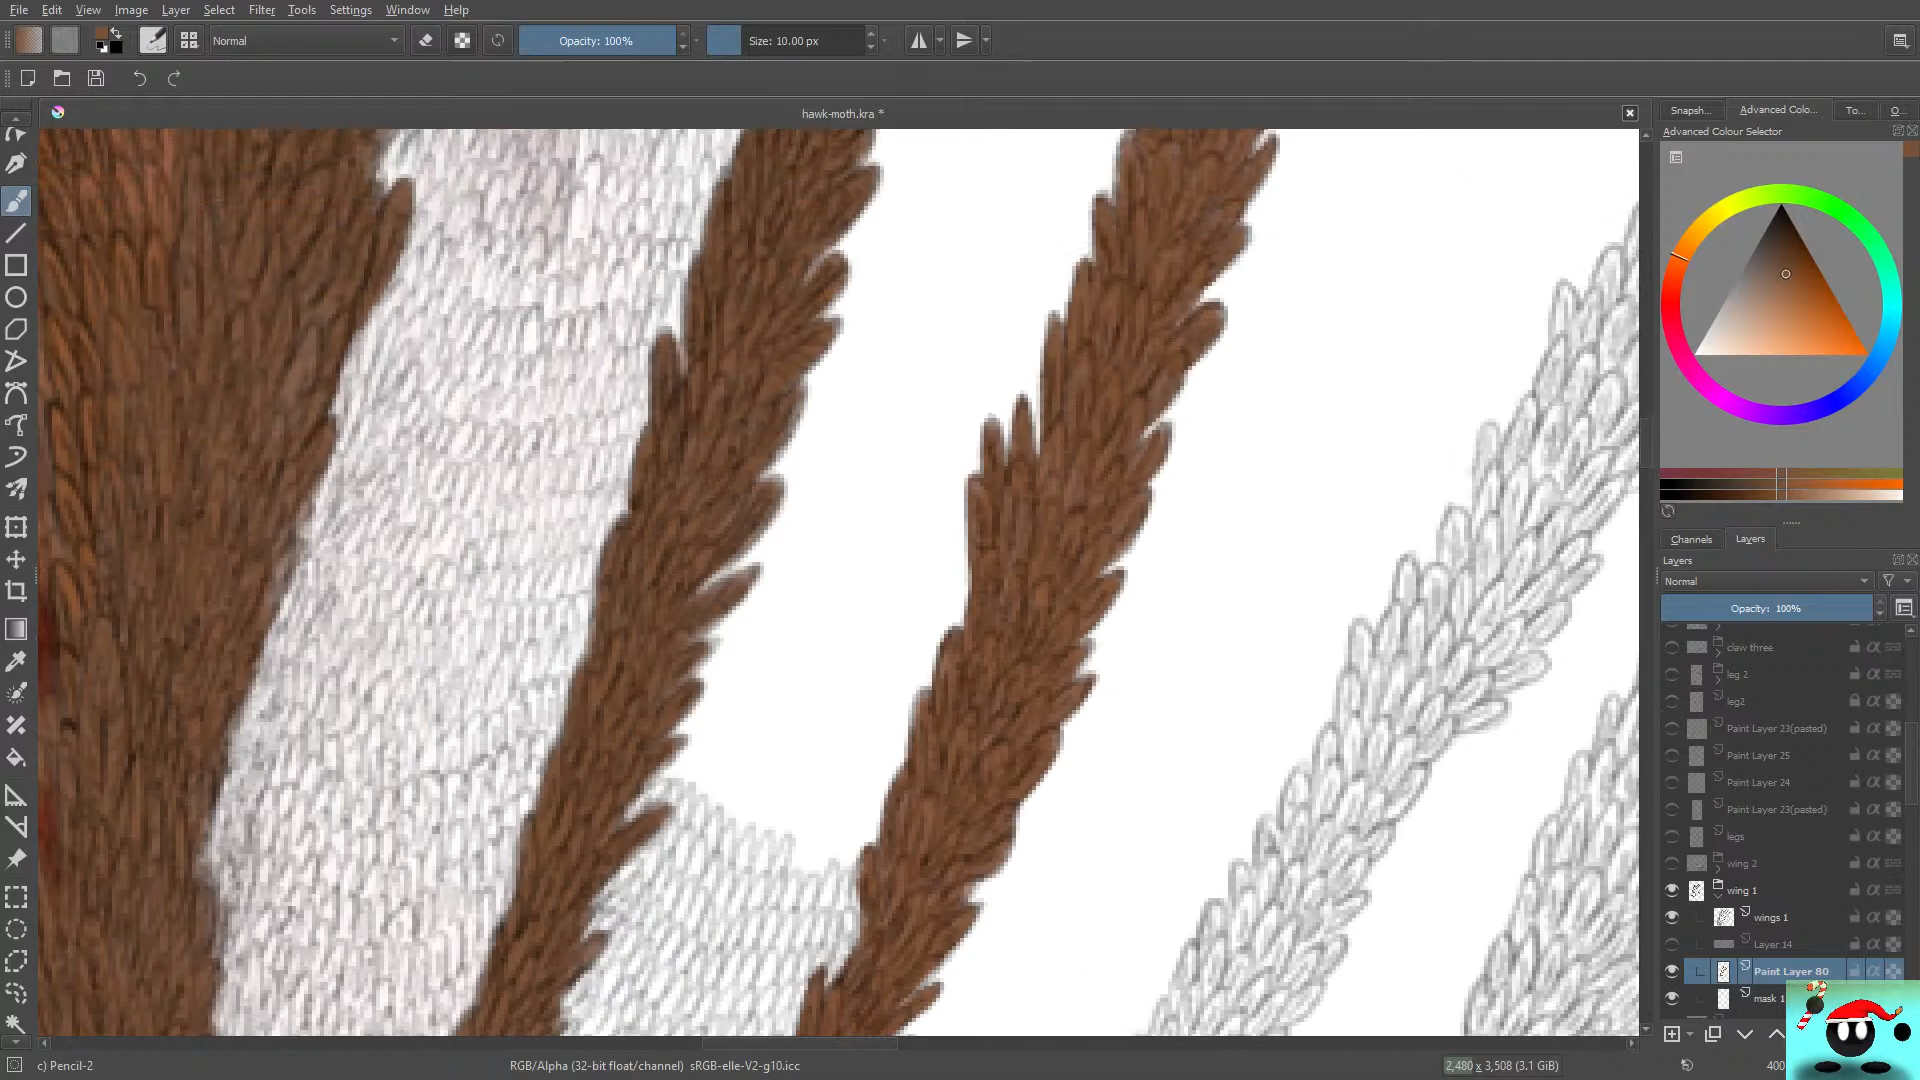 File Edit View Image Layer Select Filter Tools Settings Window Help
Normal Opacity: 100% Size: 10.00 px
hawk-moth.kra *
Snapsh... Advanced Colo... To... O...
Advanced Colour Selector
Channels Layers
Layers
Normal
Opacity: 100%
claw three
leg 2
leg2
Paint Layer 23(pasted)
Paint Layer 25
Paint Layer 24
Paint Layer 23(pasted)
legs
wing 2
wing 1
wings 1
Layer 14
Paint Layer 80
mask 1
c) Pencil-2 RGB/Alpha (32-bit float/channel) sRGB-elle-V2-g10.icc 2,480 x 3,508 (3.1 GiB) 400